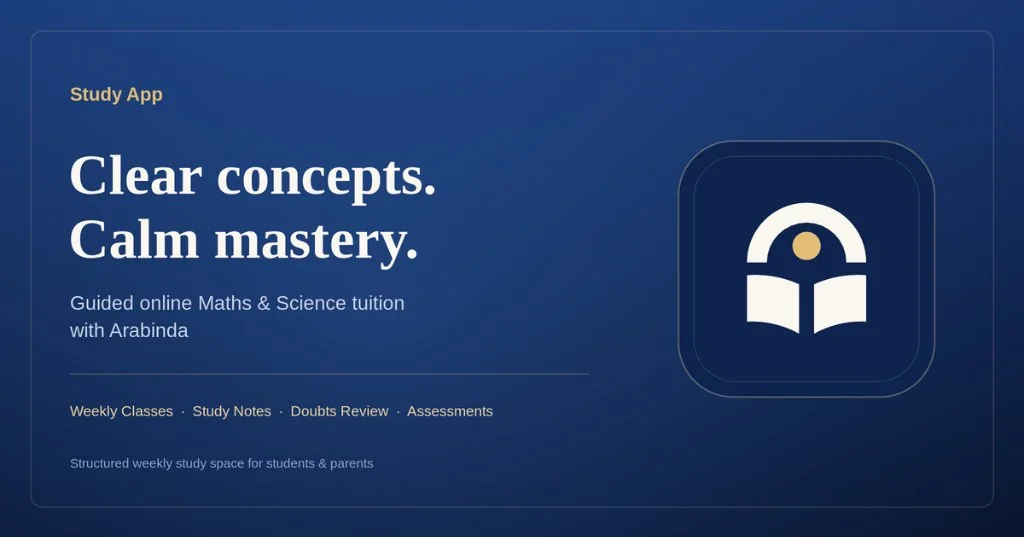 Study App
Clear concepts.
Calm mastery.
Guided online Maths & Science tuition
with Arabinda
Weekly Classes · Study Notes · Doubts Review · Assessments
Structured weekly study space for students & parents